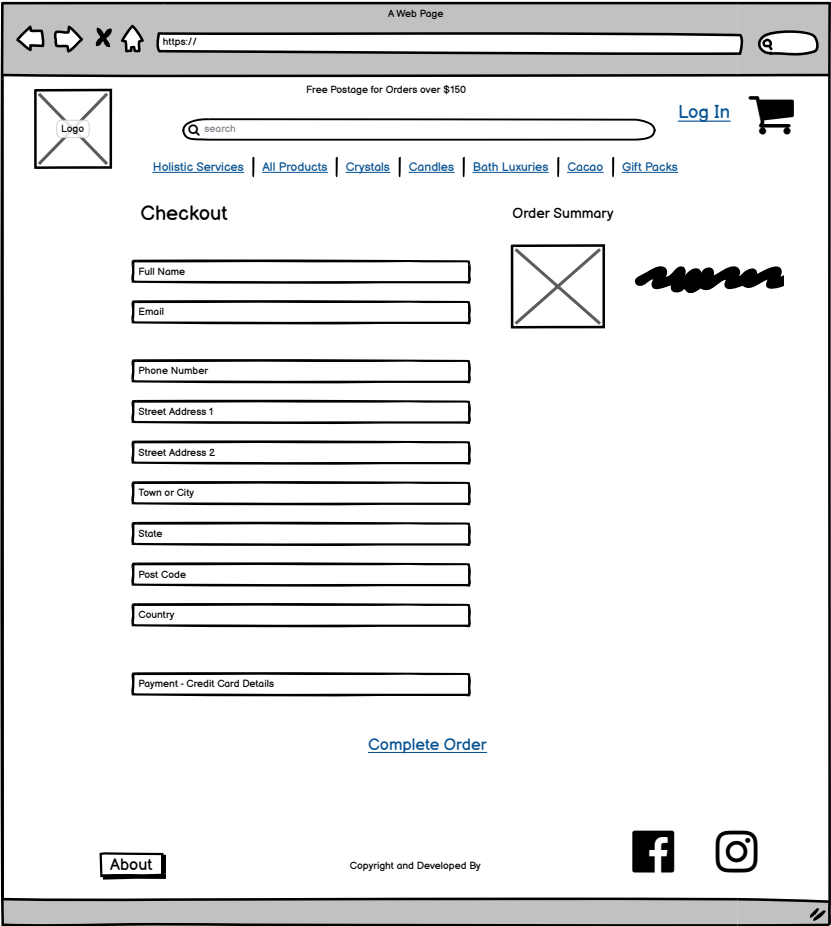 A Web Page
https://
Free Postage for Orders over $150
Logo
search
Log In
Holistic Services All Products Crystals Candles Bath Luxuries Cacao Gift Packs
Checkout
Order Summary
Full Name
Email
Phone Number
Street Address 1
Street Address 2
Town or City
State
Post Code
Country
Payment - Credit Card Details
Complete Order
About
Copyright and Developed By